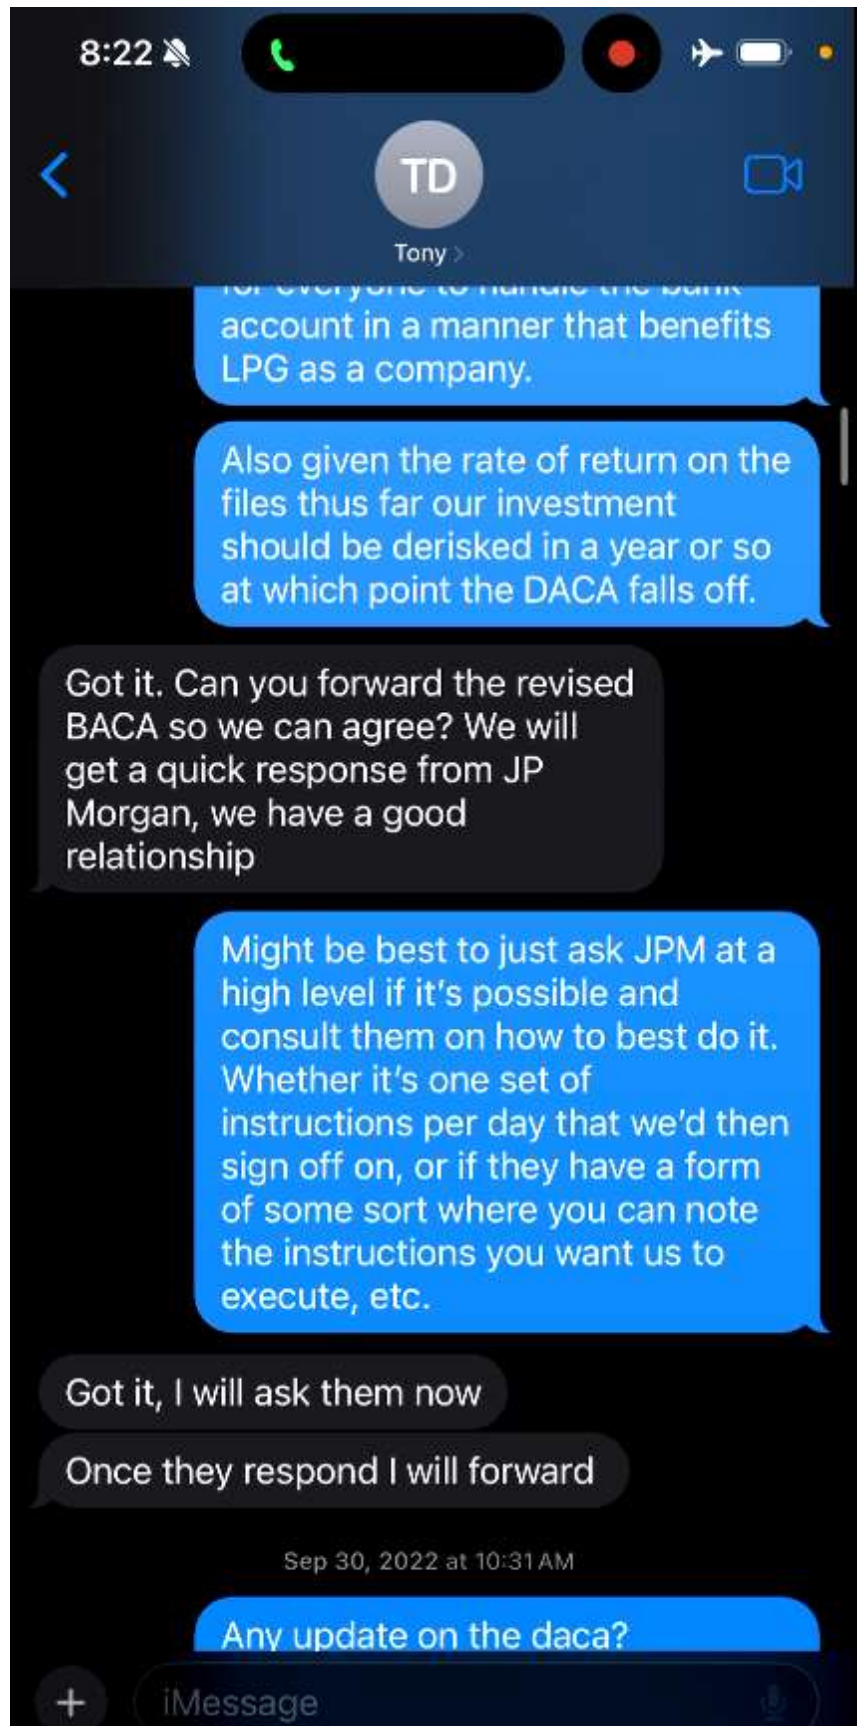 8:22
TD
Tony
for everyone to handle the bank
account in a manner that benefits
LPG as a company.
Also given the rate of return on the
files thus far our investment
should be derisked in a year or so
at which point the DACA falls off.
Got it. Can you forward the revised
BACA so we can agree? We will
get a quick response from JP
Morgan, we have a good
relationship
Might be best to just ask JPM at a
high level if it's possible and
consult them on how to best do it.
Whether it's one set of
instructions per day that we'd then
sign off on, or if they have a form
of some sort where you can note
the instructions you want us to
execute, etc.
Got it, I will ask them now
Once they respond I will forward
Sep 30, 2022 at 10:31 AM
Any update on the daca?
iMessage